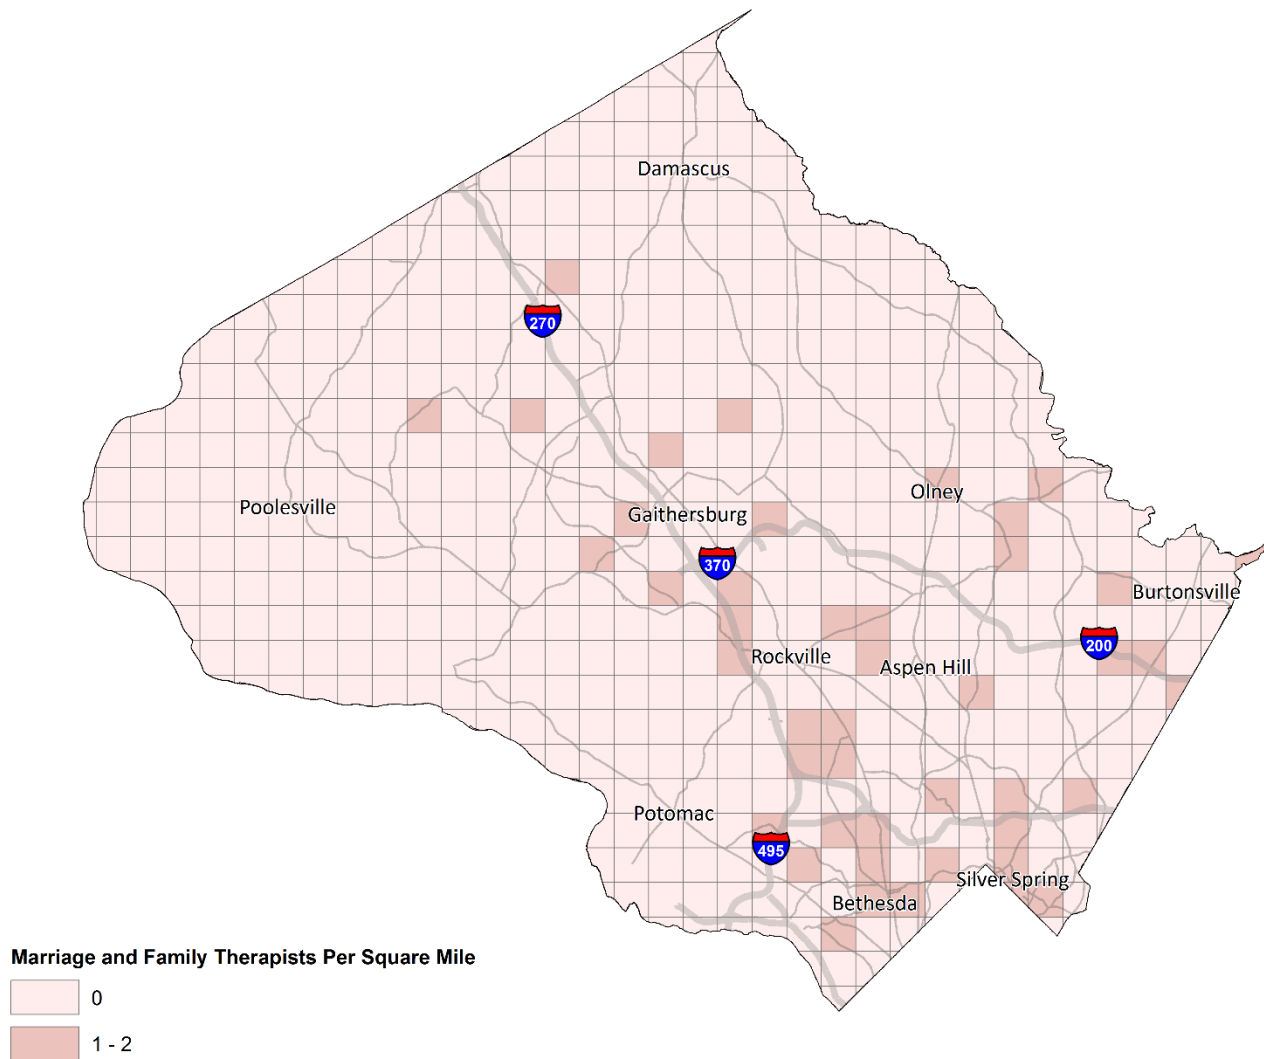 Damascus
270
Poolesville
Olney
Gaithersburg
370
Burtonsville
200
Rockville
Aspen Hill
Potomac
495
Silver Spring
Bethesda
Marriage and Family Therapists Per Square Mile
0
1 - 2